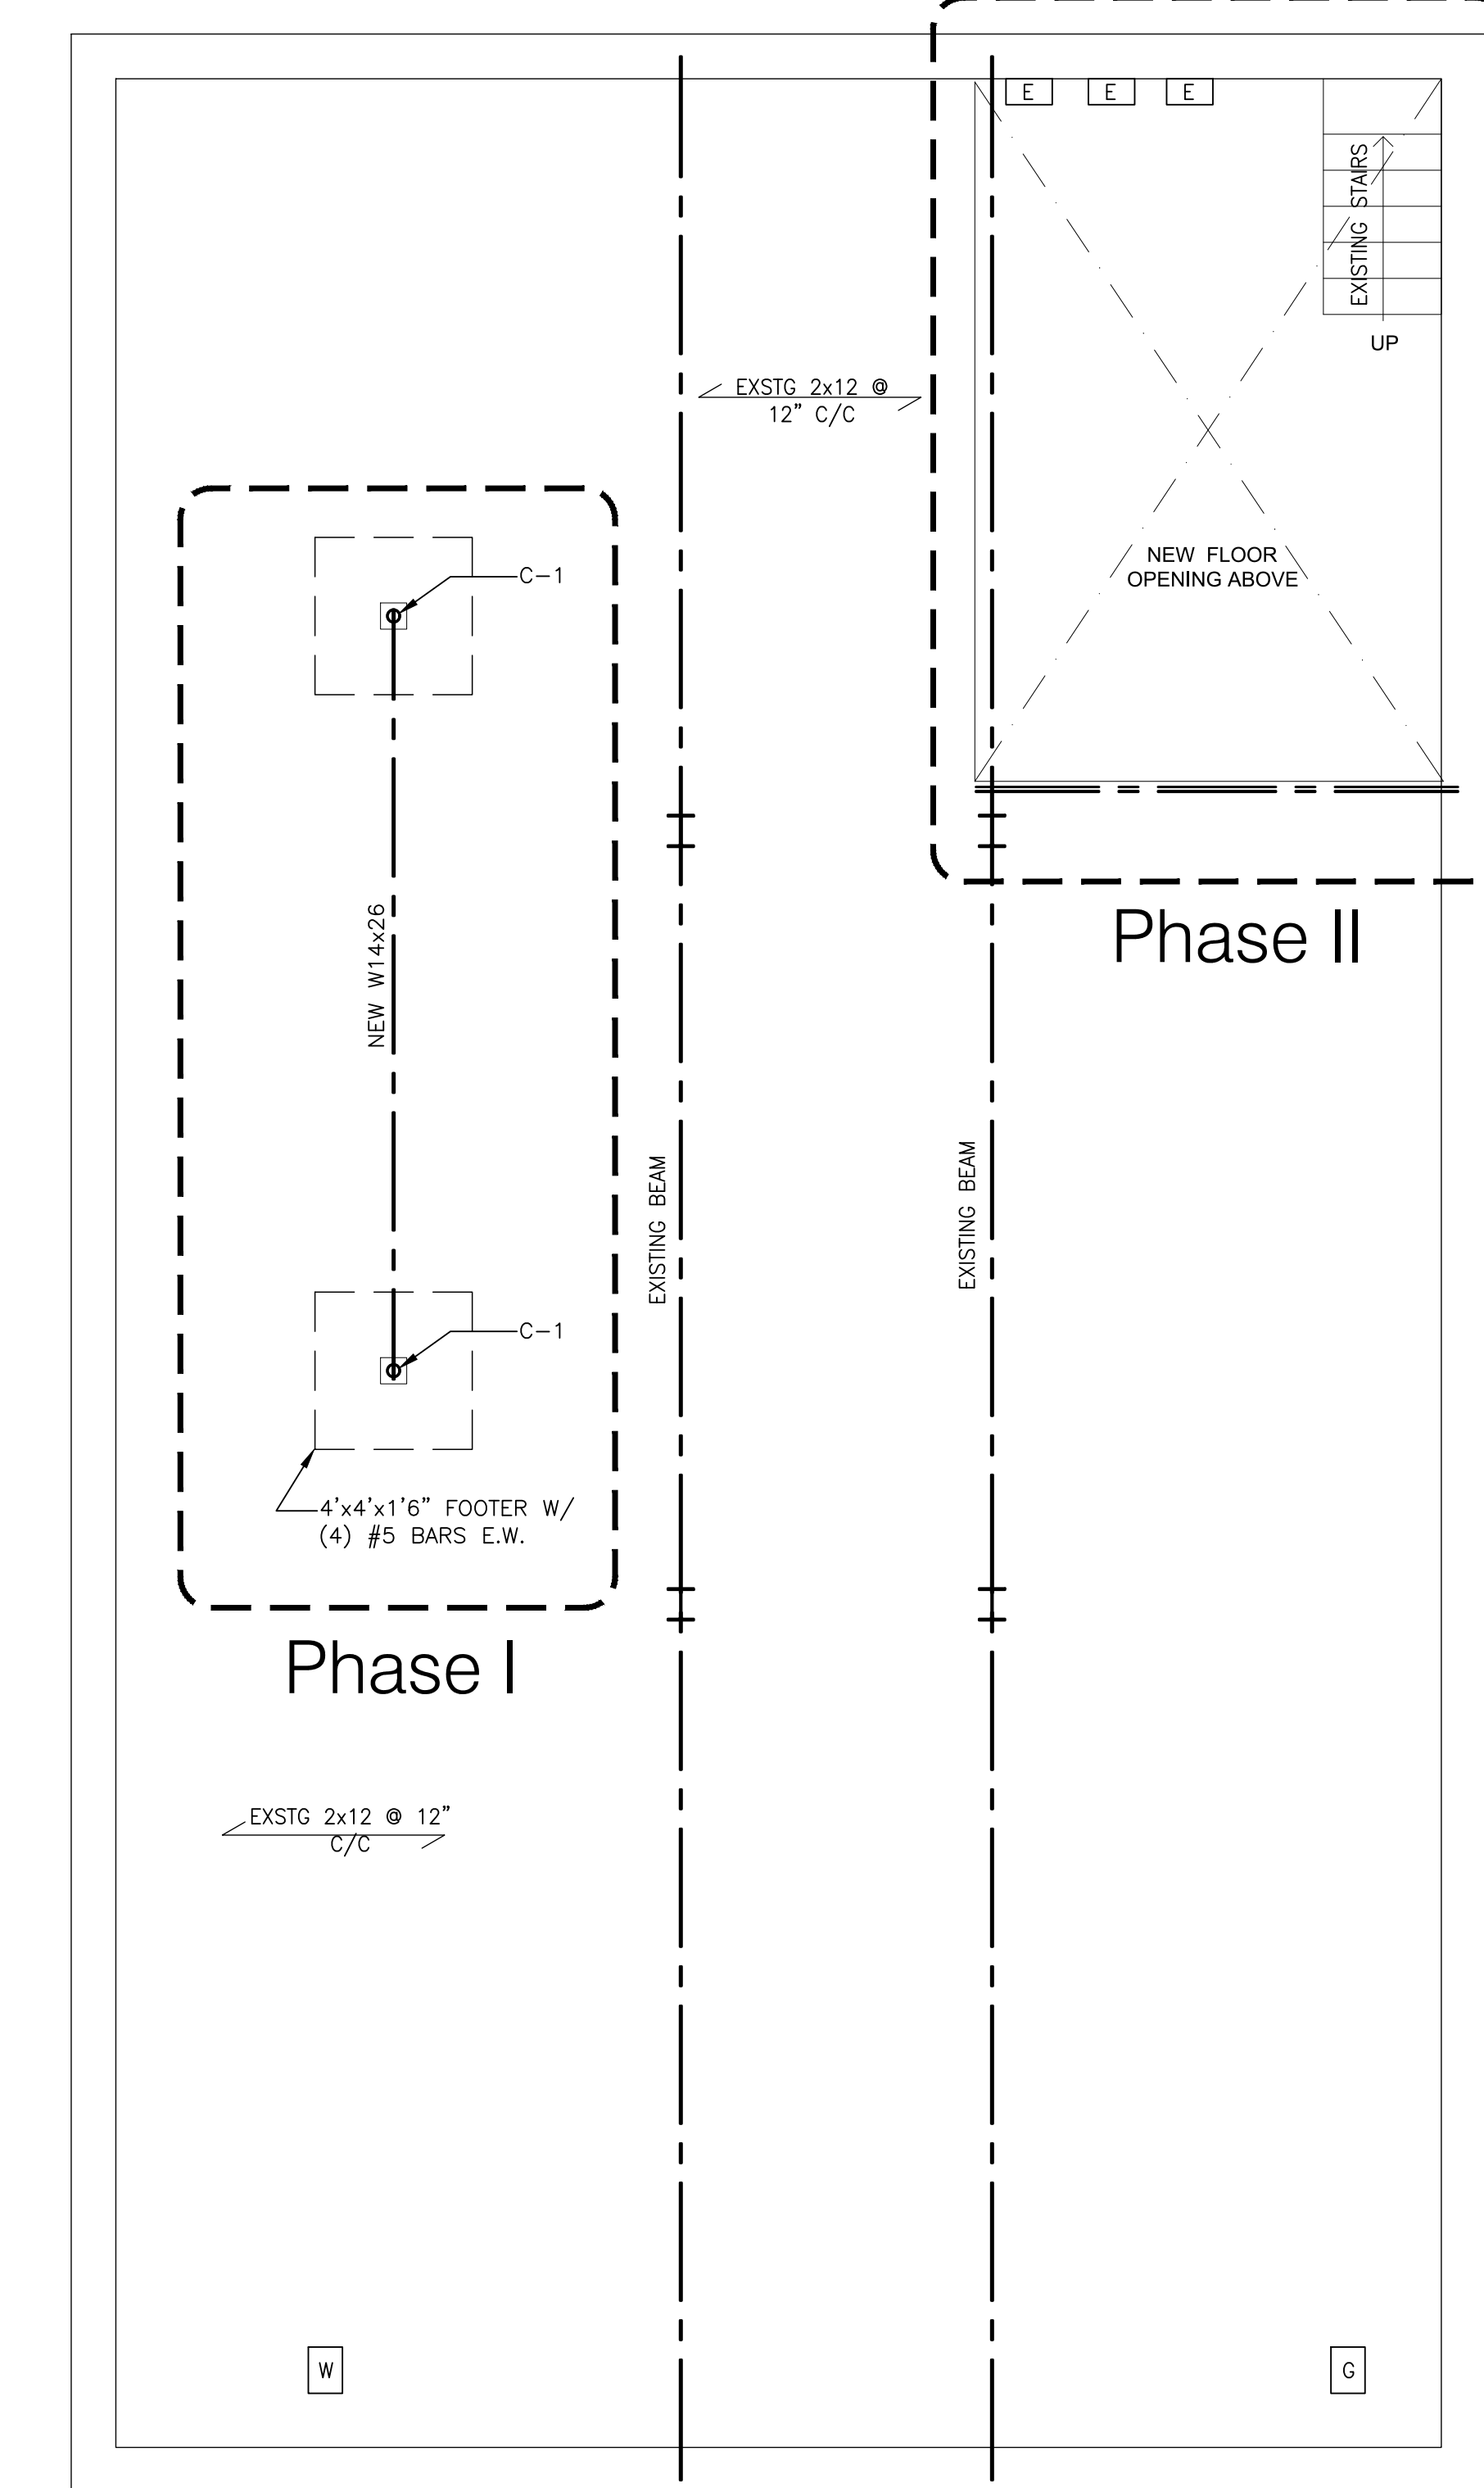 E E E
EXISTING STAIRS
UP
EXSTG 2x12 @
12" C/C
NEW FLOOR
OPENING ABOVE
C-1
NEW W14x26
Phase II
EXISTING BEAM
EXISTING BEAM
C-1
4'x4'x1'6" FOOTER W/
(4) #5 BARS E.W.
Phase I
EXSTG 2x12 @ 12"
C/C
W
G